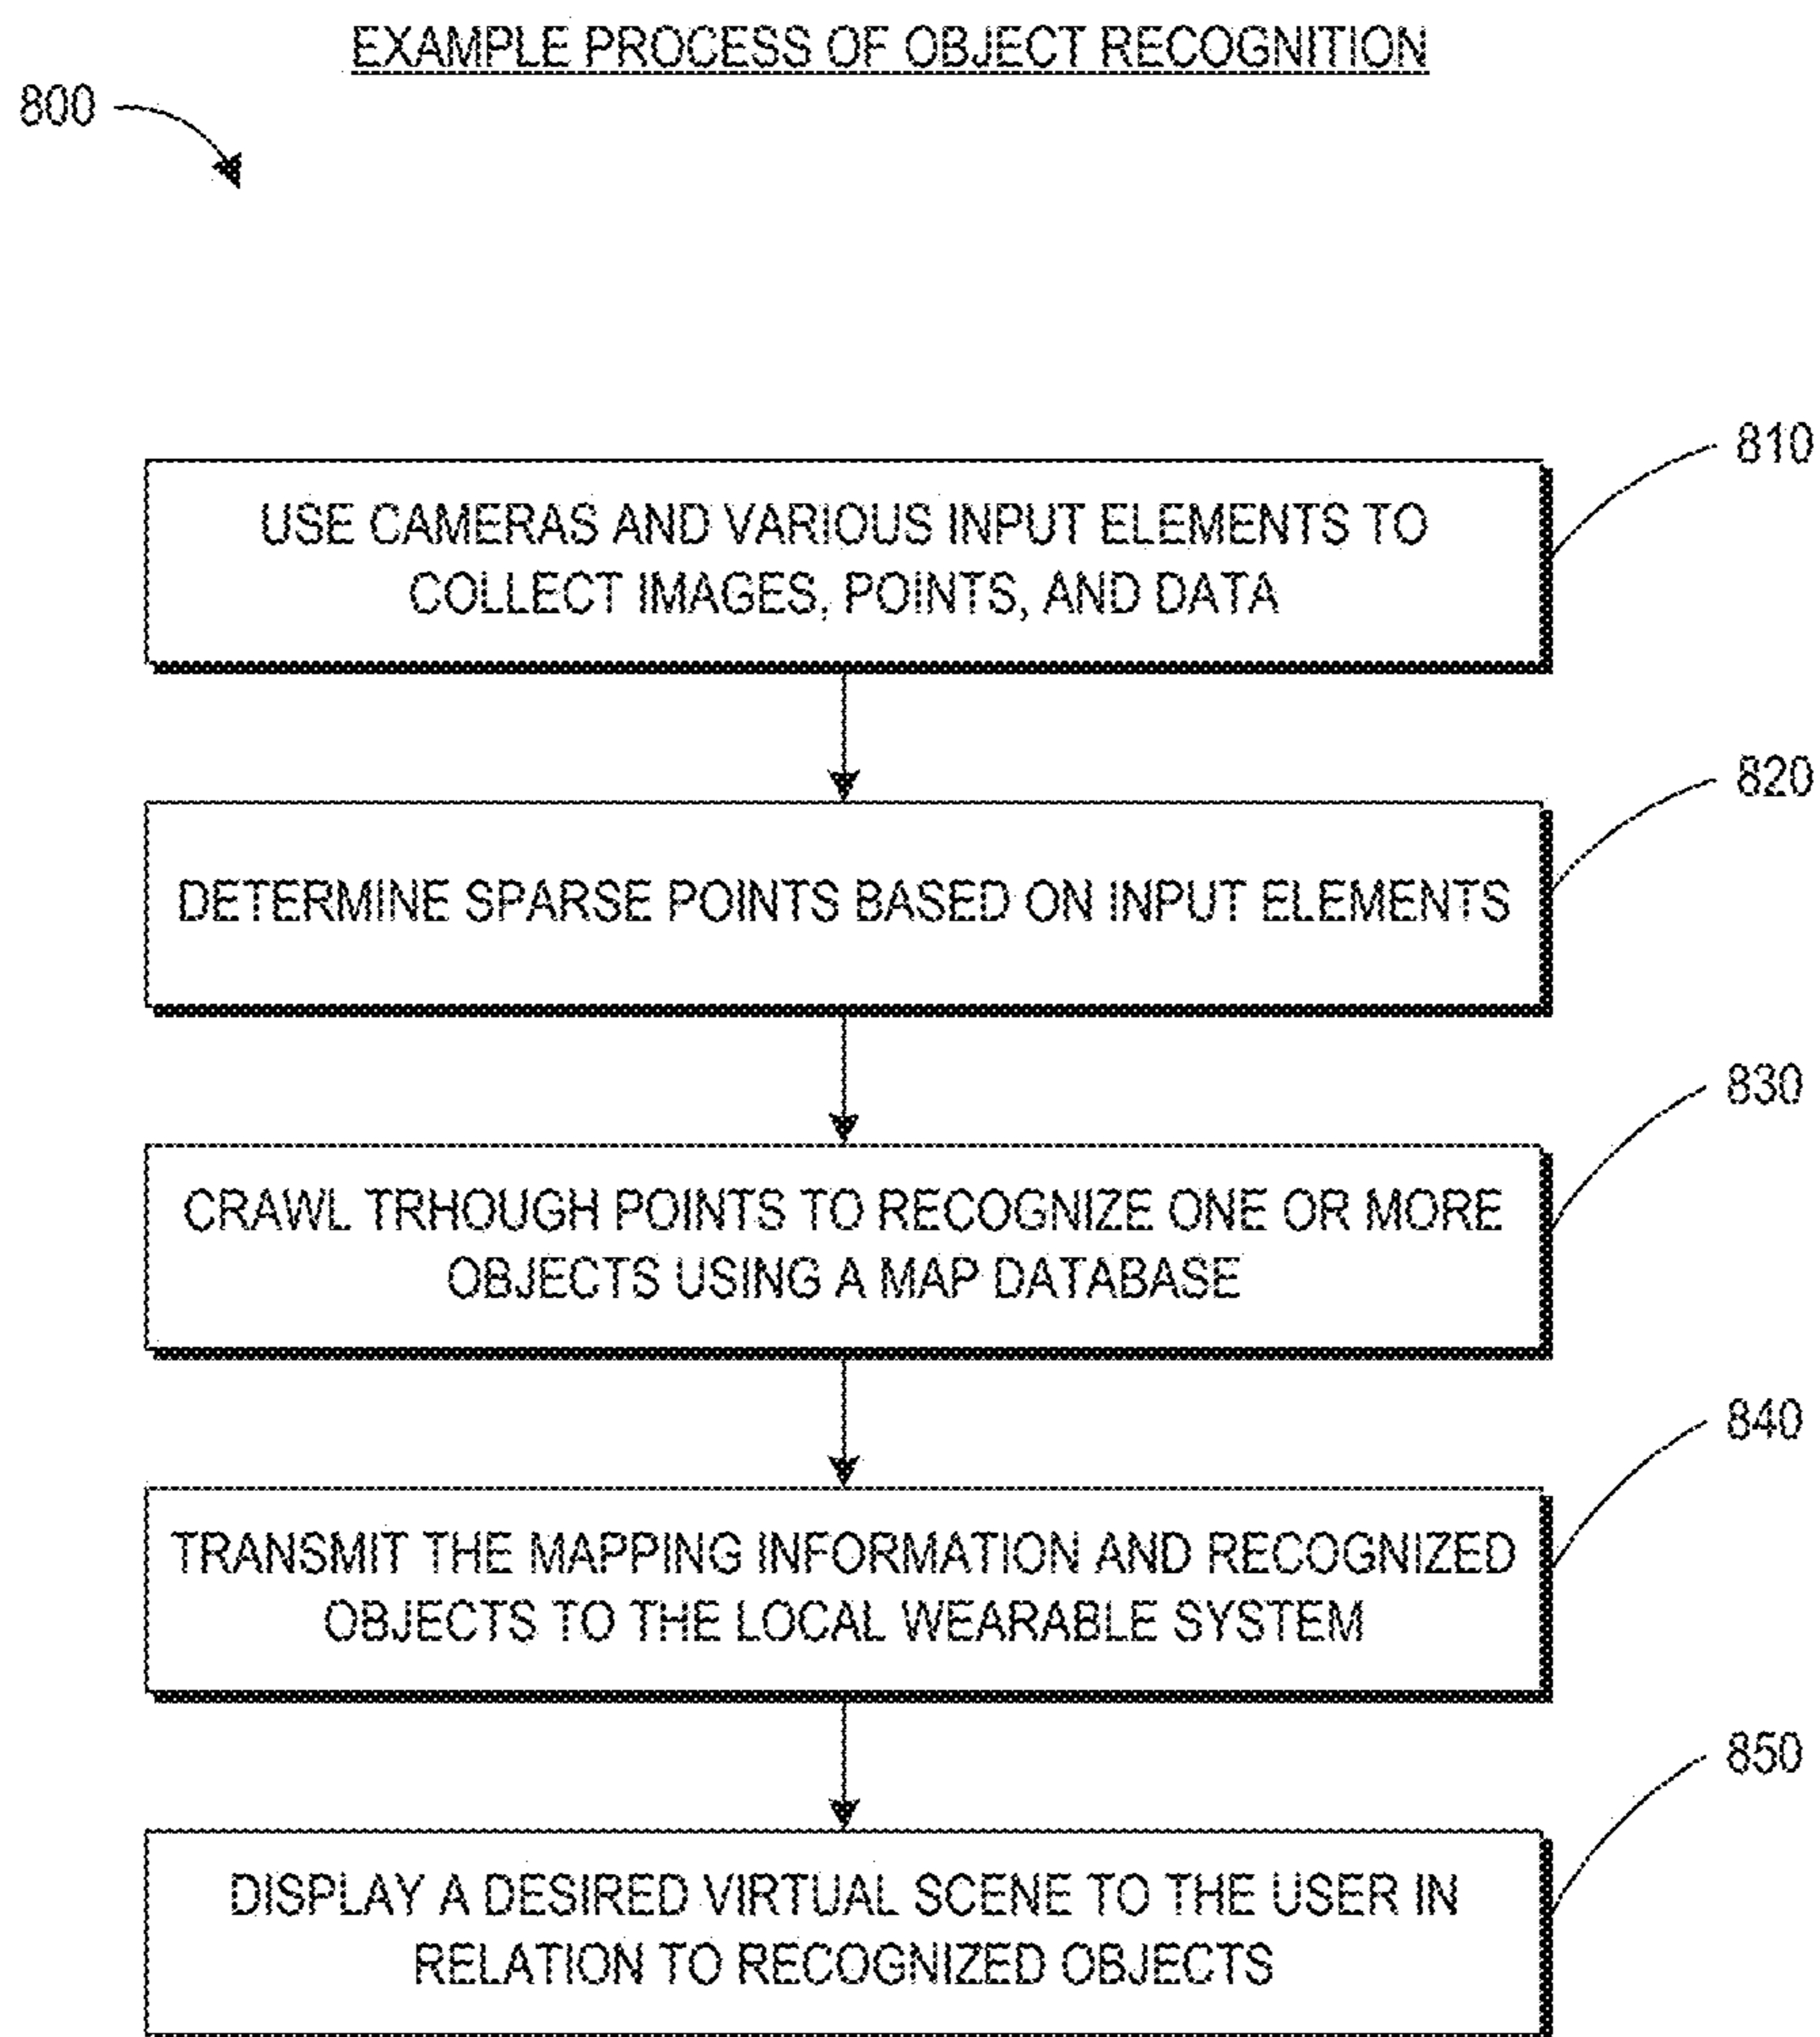 EXAMPLE PROCESS OF OBJECT RECOGNITION
800
810
USE CAMERAS AND VARIOUS INPUT ELEMENTS TO
COLLECT IMAGES, POINTS, AND DATA
820
DETERMINE SPARSE POINTS BASED ON INPUT ELEMENTS
830
CRAWL TRHOUGH POINTS TO RECOGNIZE ONE OR MORE
OBJECTS USING A MAP DATABASE
840
TRANSMIT THE MAPPING INFORMATION AND RECOGNIZED
OBJECTS TO THE LOCAL WEARABLE SYSTEM
850
DISPLAY A DESIRED VIRTUAL SCENE TO THE USER IN
RELATION TO RECOGNIZED OBJECTS